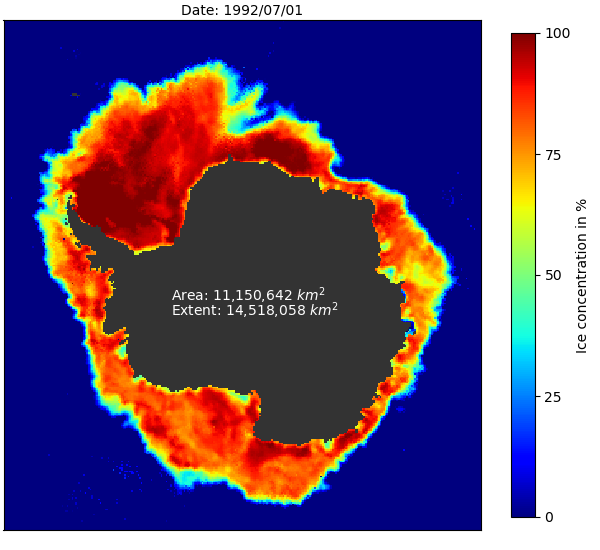 Date: 1992/07/01
100
75
50
25
0
Ice concentration in %
Area: 11,150,642 km²
Extent: 14,518,058 km²